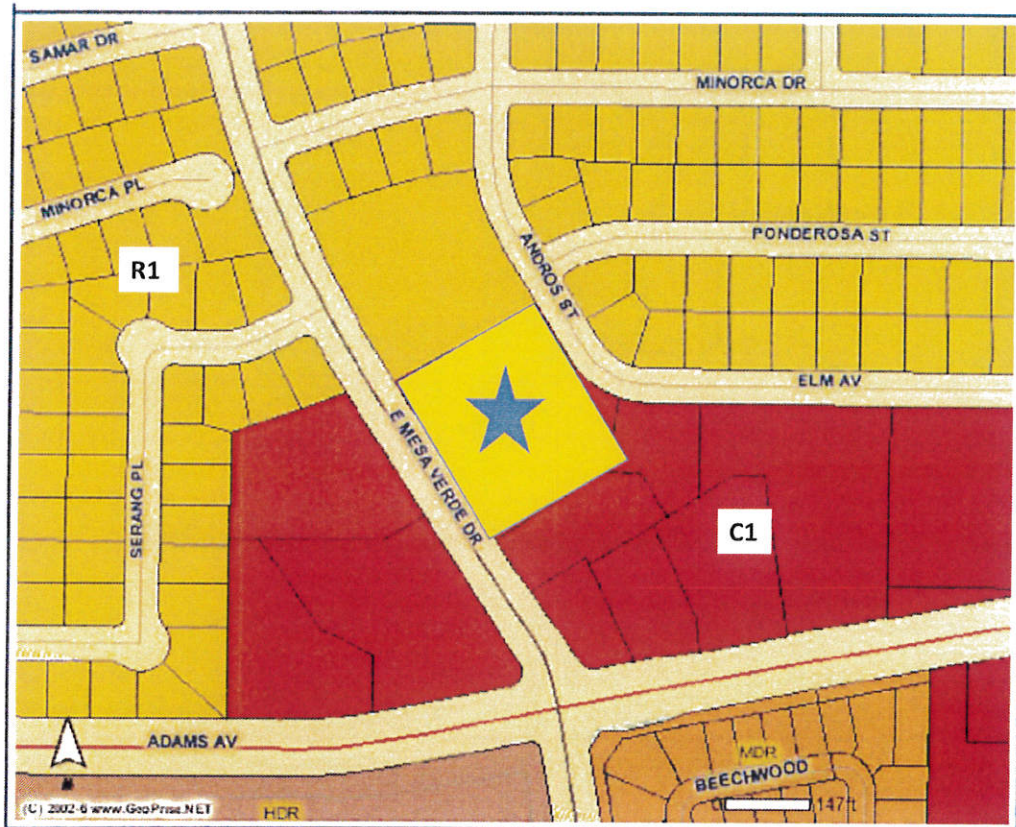 SAMAR DR
MINORCA DR
MINORCA PL
PONDEROSA ST
ANDROS ST
R1
ELM AV
E MESA VERDE DR
SERANG PL
C1
ADAMS AV
MDR
BEECHWOOD
0 147ft
(C) 2002-6 www.GeoPrise.NET
HDR